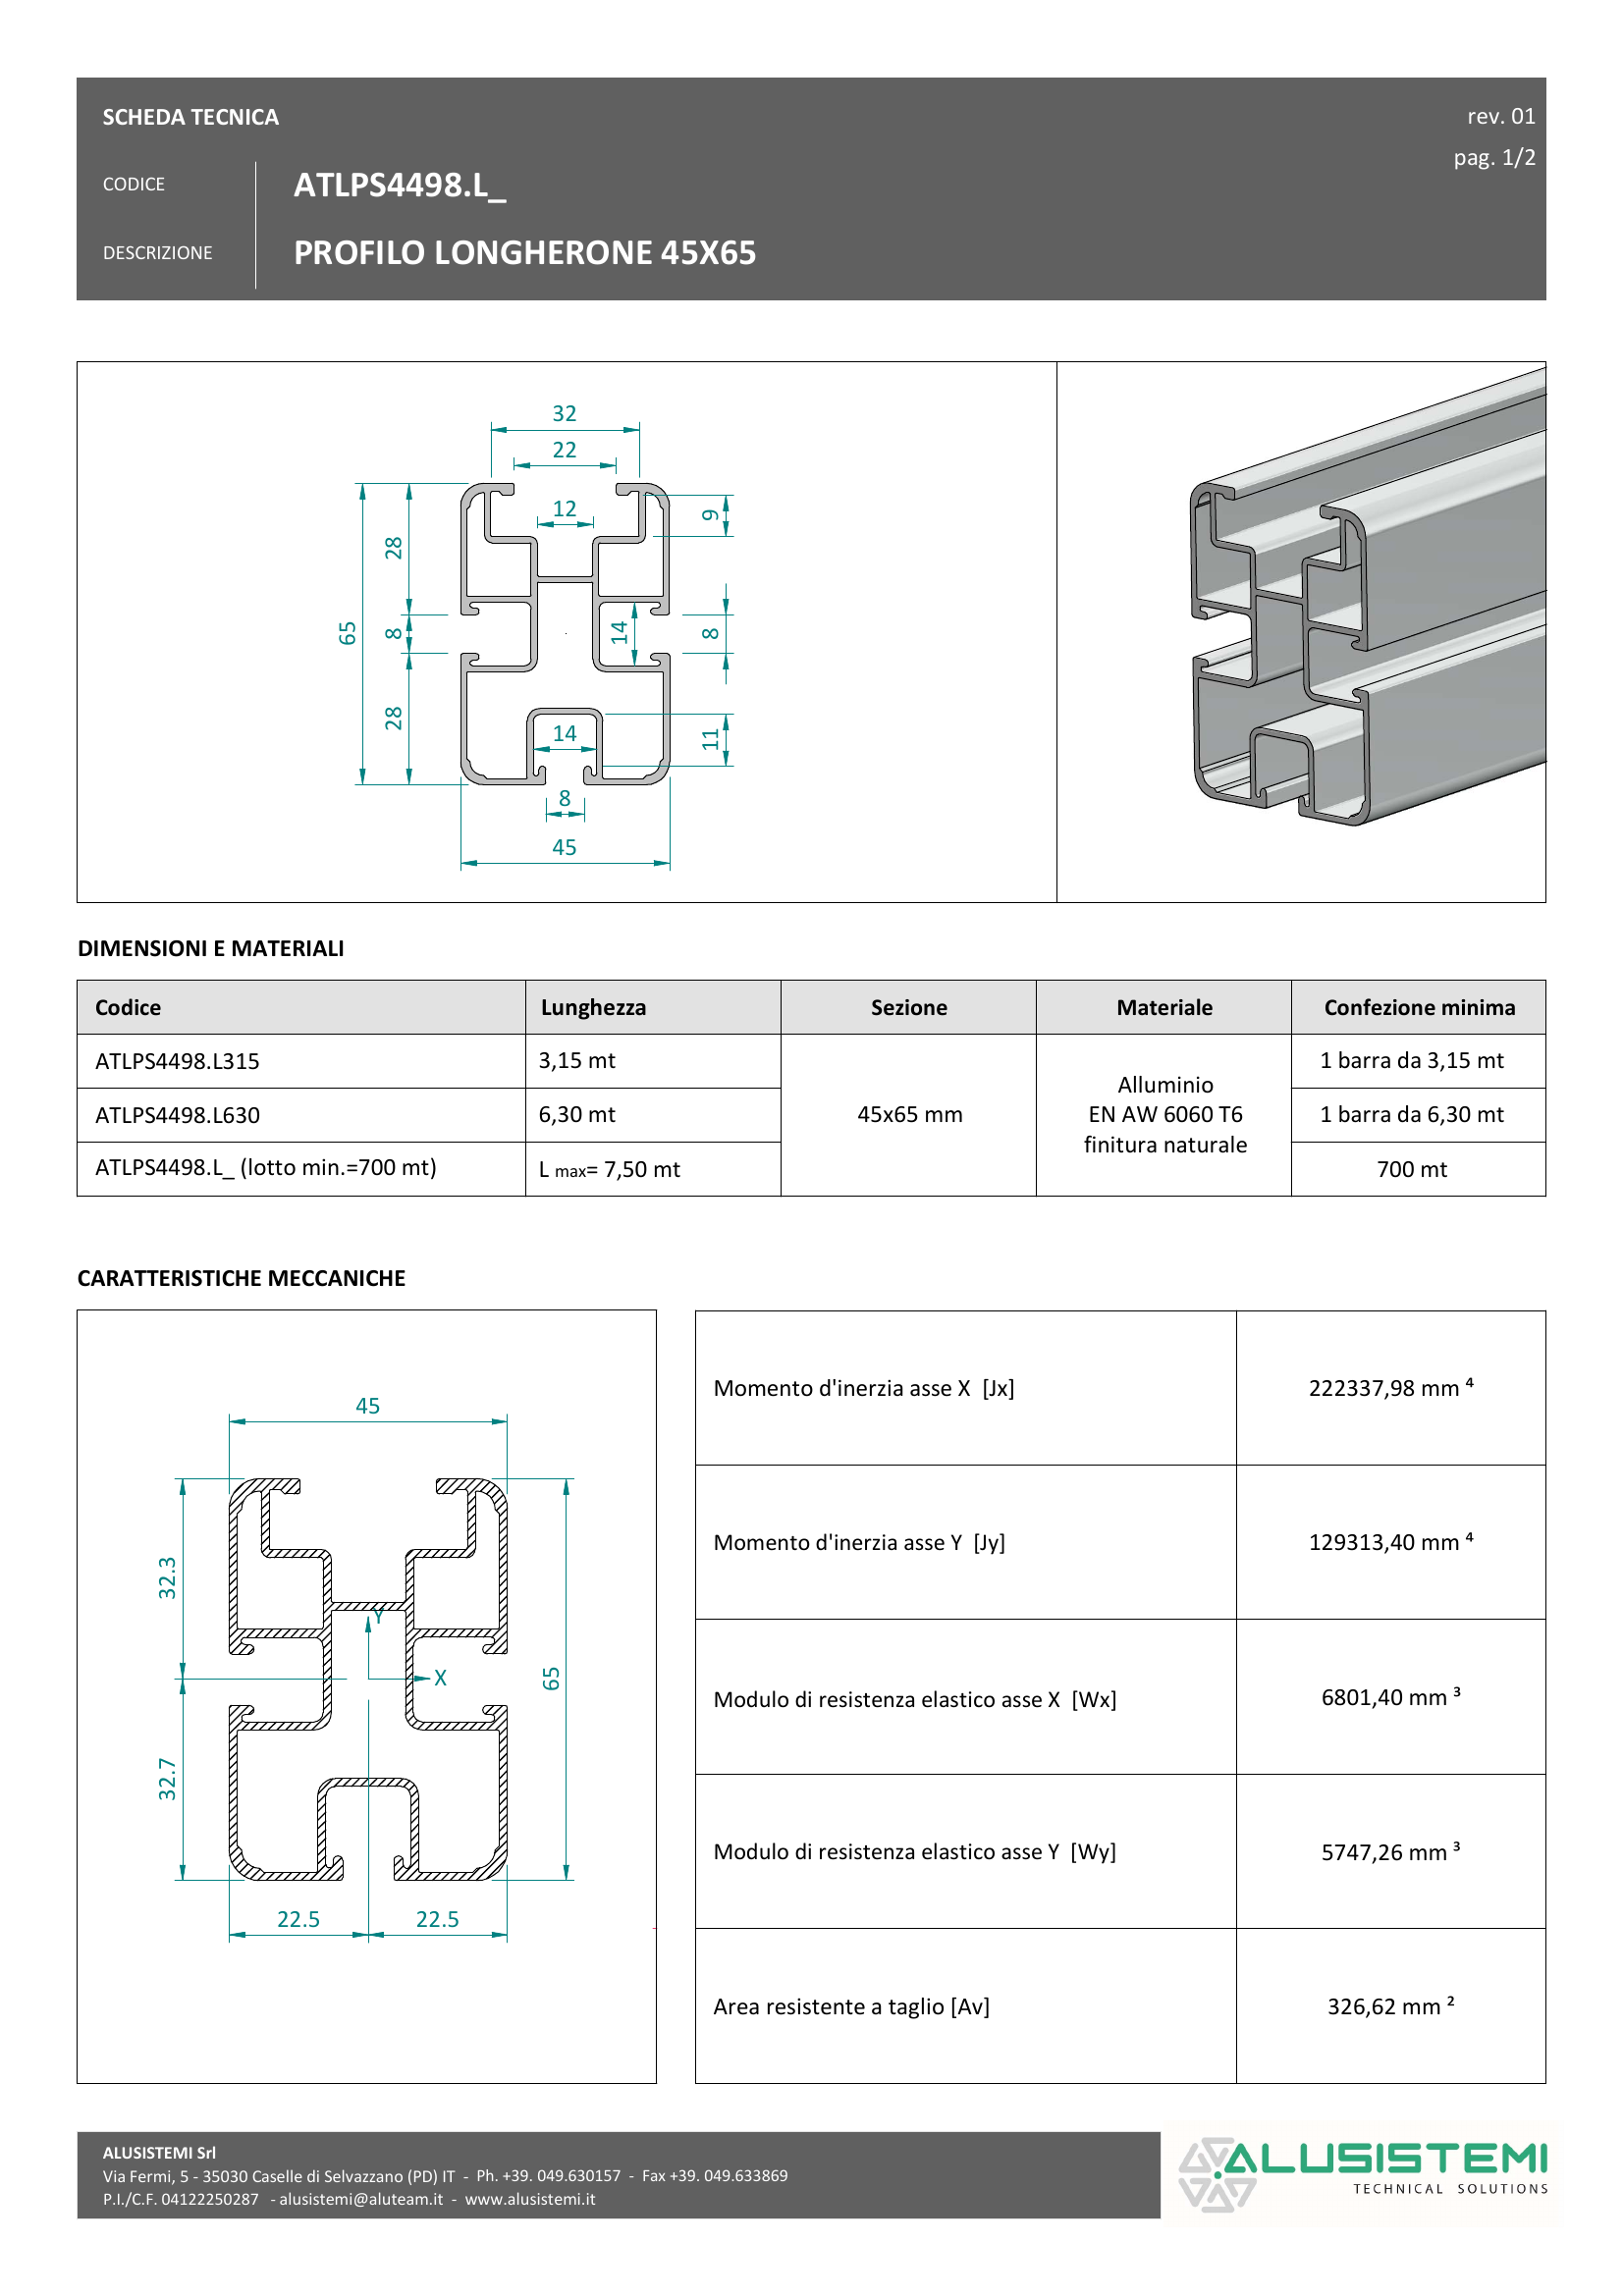 SCHEDA TECNICA
rev. 01
pag. 1/2
CODICE
ATLPS4498.L_
DESCRIZIONE
PROFILO LONGHERONE 45X65
32
22
12
9
28
65
8
14
8
28
14
11
8
45
DIMENSIONI E MATERIALI
Codice Lunghezza Sezione Materiale Confezione minima
ATLPS4498.L315 3,15 mt 1 barra da 3,15 mt
ATLPS4498.L630 6,30 mt 1 barra da 6,30 mt
ATLPS4498.L_ (lotto min.=700 mt) L max= 7,50 mt 700 mt
45x65 mm
Alluminio
EN AW 6060 T6
finitura naturale
CARATTERISTICHE MECCANICHE
45
32.3
Y
X
65
32.7
22.5 22.5
Momento d'inerzia asse X [Jx] 222337,98 mm ⁴
Momento d'inerzia asse Y [Jy] 129313,40 mm ⁴
Modulo di resistenza elastico asse X [Wx] 6801,40 mm ³
Modulo di resistenza elastico asse Y [Wy] 5747,26 mm ³
Area resistente a taglio [Av] 326,62 mm ²
ALUSISTEMI Srl
Via Fermi, 5 - 35030 Caselle di Selvazzano (PD) IT - Ph. +39. 049.630157 - Fax +39. 049.633869
P.I./C.F. 04122250287 - alusistemi@aluteam.it - www.alusistemi.it
ALUSISTEMI
TECHNICAL SOLUTIONS